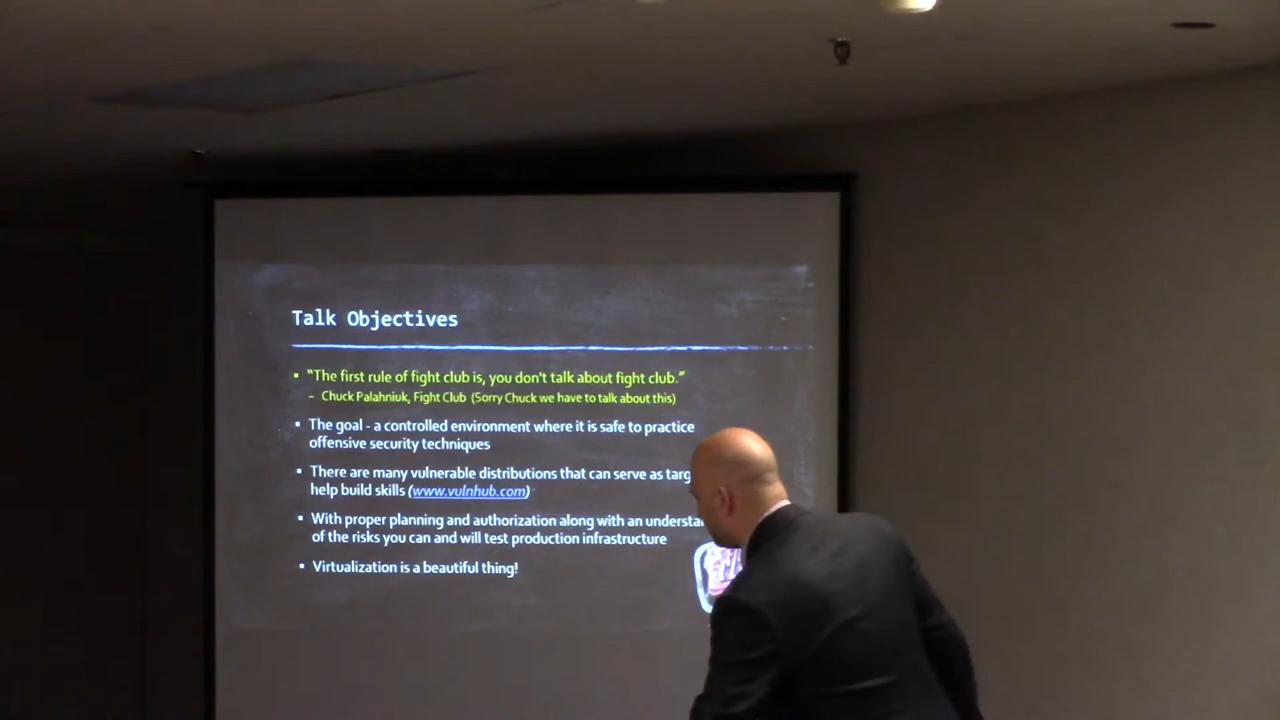 Talk Objectives
▪ "The first rule of fight club is, you don't talk about fight club."
– Chuck Palahniuk, Fight Club (Sorry Chuck we have to talk about this)
▪ The goal - a controlled environment where it is safe to practice
offensive security techniques
▪ There are many vulnerable distributions that can serve as
help build skills (www.vulnhub.com)
▪ With proper planning and authorization along with an
of the risks you can and will test production infrastructure
▪ Virtualization is a beautiful thing!